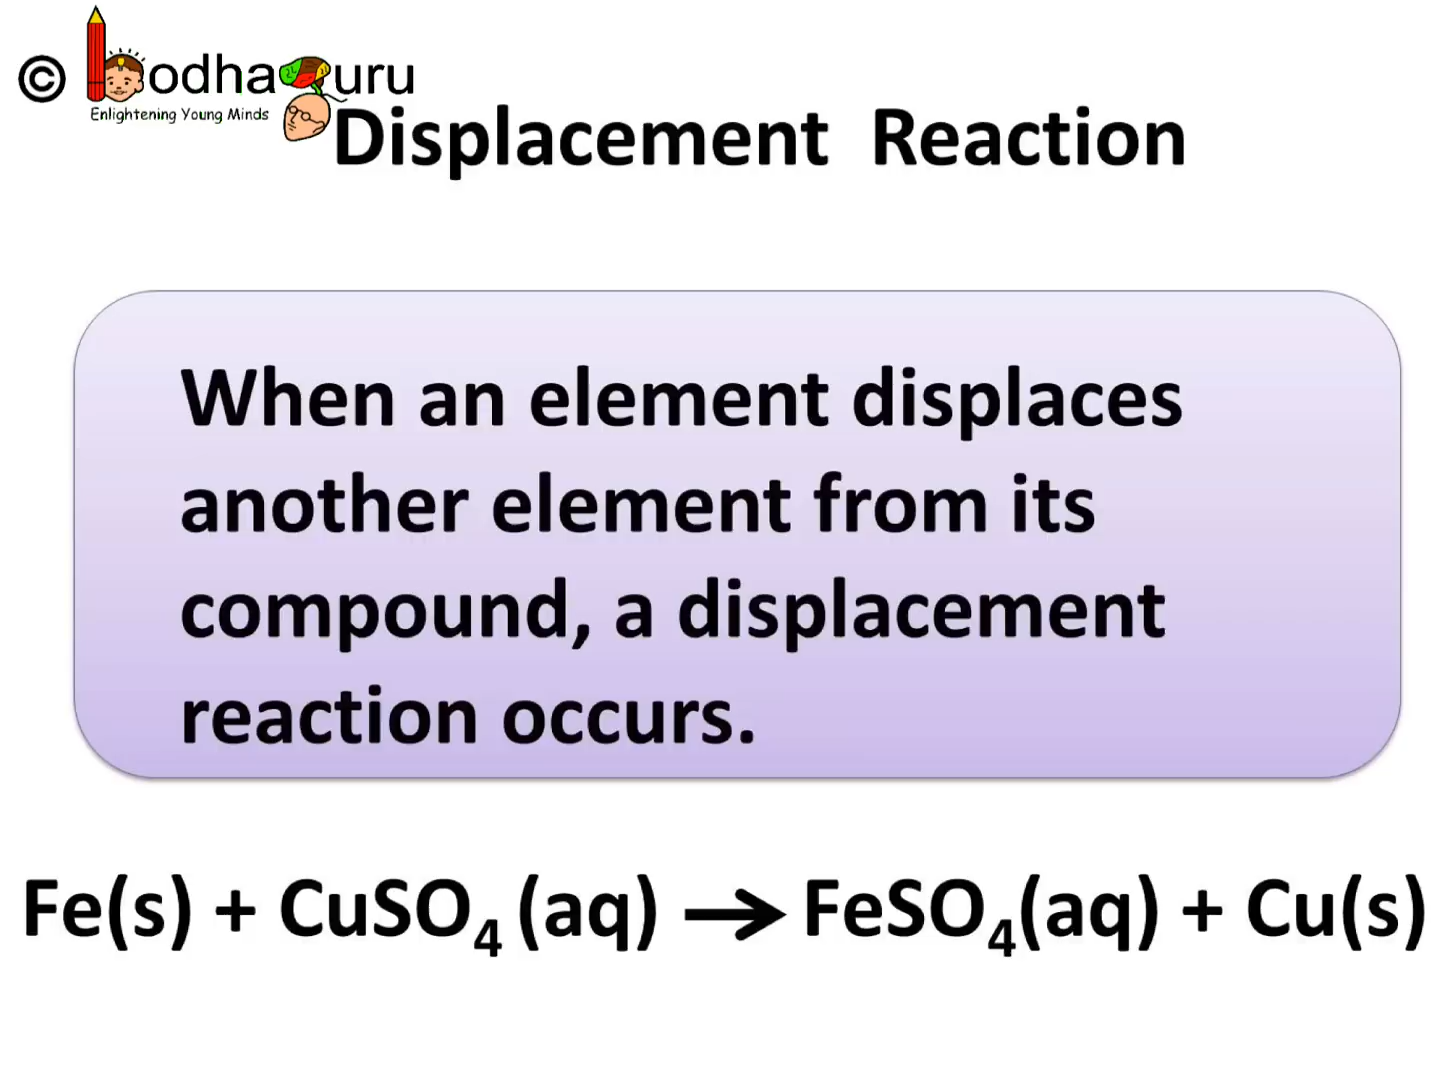 © bodhaguru
Enlightening Young Minds
Displacement Reaction
When an element displaces
another element from its
compound, a displacement
reaction occurs.
Fe(s) + CuSO₄ (aq) → FeSO₄(aq) + Cu(s)